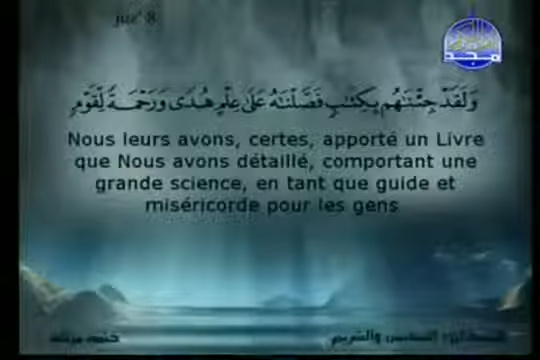 juz' 8
مجد
وَلَقَدْ جِئْنَٰهُم بِكِتَٰبٍ فَصَّلْنَٰهُ عَلَىٰ عِلْمٍ هُدًى وَرَحْمَةً لِّقَوْمٍ
Nous leurs avons, certes, apporté un Livre
que Nous avons détaillé, comportant une
grande science, en tant que guide et
miséricorde pour les gens